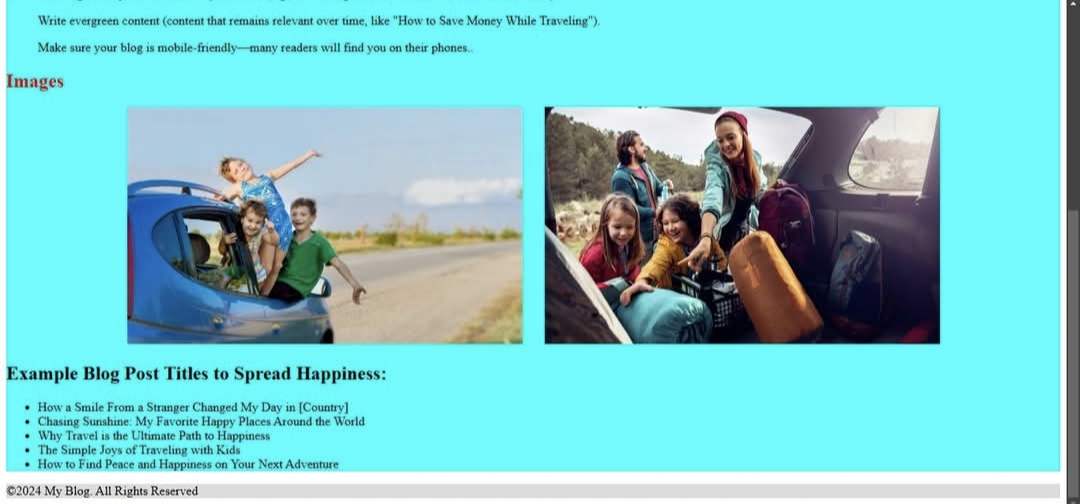 Write evergreen content (content that remains relevant over time, like "How to Save Money While Traveling").
Make sure your blog is mobile-friendly—many readers will find you on their phones..
Images
Example Blog Post Titles to Spread Happiness:
How a Smile From a Stranger Changed My Day in [Country]
Chasing Sunshine: My Favorite Happy Places Around the World
Why Travel is the Ultimate Path to Happiness
The Simple Joys of Traveling with Kids
How to Find Peace and Happiness on Your Next Adventure
©2024 My Blog. All Rights Reserved